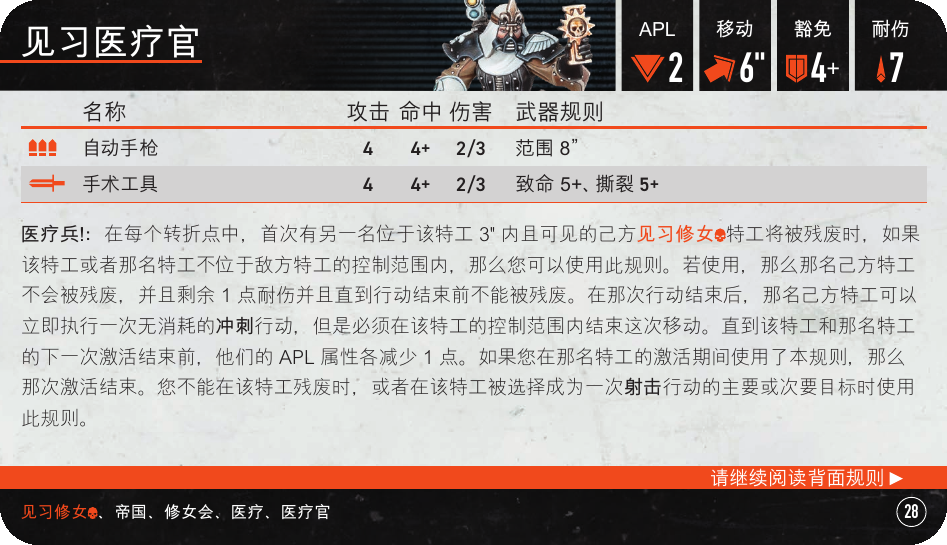 见习医疗官
APL 移动 豁免 耐伤
2 6" 4+ 7
名称 攻击 命中 伤害 武器规则
自动手枪 4 4+ 2/3 范围 8”
手术工具 4 4+ 2/3 致命 5+、撕裂 5+
医疗兵!：在每个转折点中，首次有另一名位于该特工 3" 内且可见的己方见习修女特工将被残废时，如果
该特工或者那名特工不位于敌方特工的控制范围内，那么您可以使用此规则。若使用，那么那名己方特工
不会被残废，并且剩余 1 点耐伤并且直到行动结束前不能被残废。在那次行动结束后，那名己方特工可以
立即执行一次无消耗的冲刺行动，但是必须在该特工的控制范围内结束这次移动。直到该特工和那名特工
的下一次激活结束前，他们的 APL 属性各减少 1 点。如果您在那名特工的激活期间使用了本规则，那么
那次激活结束。您不能在该特工残废时，或者在该特工被选择成为一次射击行动的主要或次要目标时使用
此规则。
请继续阅读背面规则 ▶
见习修女、帝国、修女会、医疗、医疗官
28